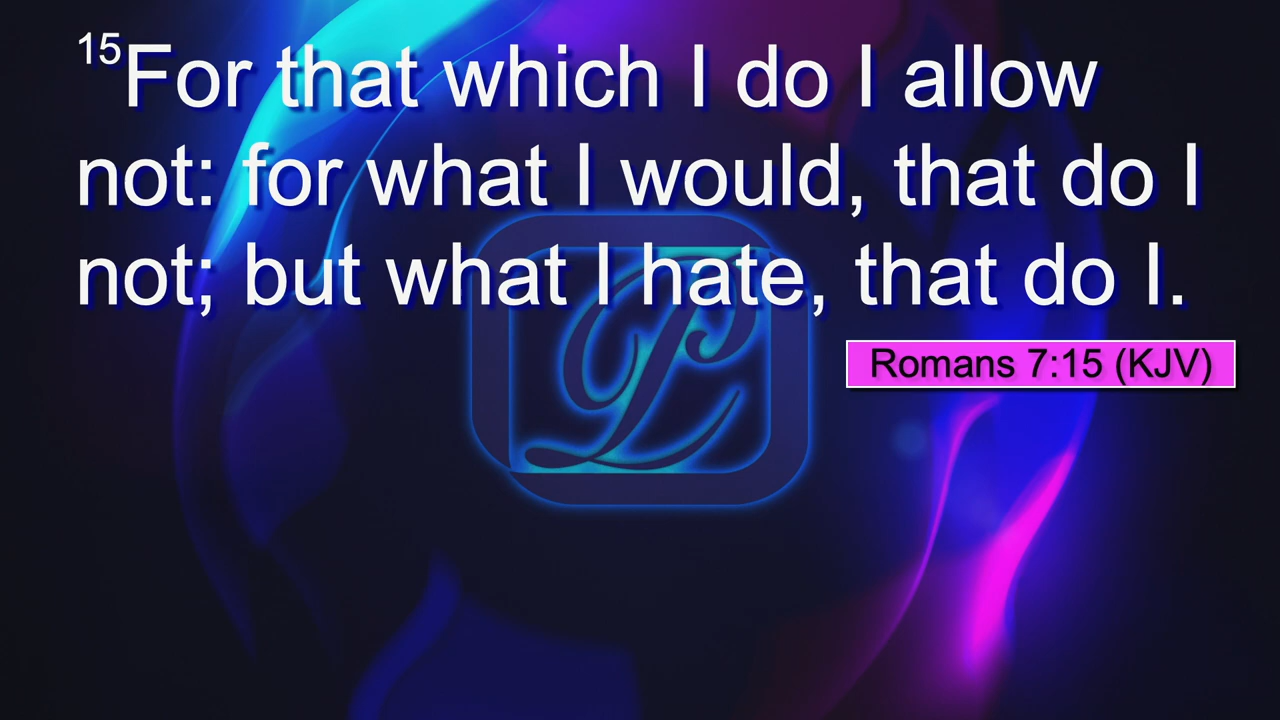 15For that which I do I allow
not: for what I would, that do I
not; but what I hate, that do I.
Romans 7:15 (KJV)